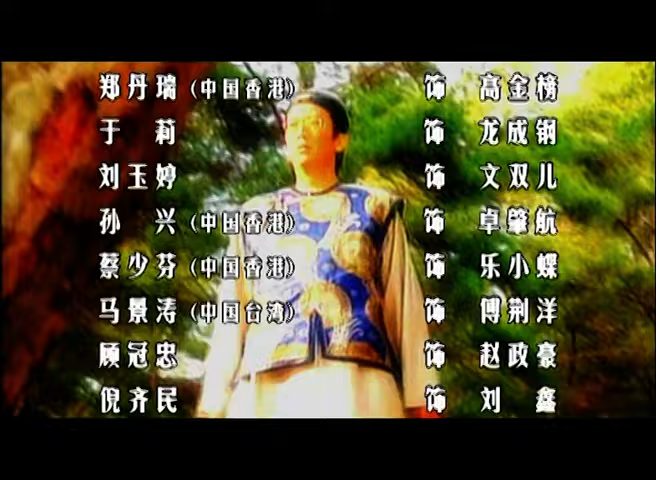 郑丹瑞(中国香港) 饰 高金榜
于 莉 饰 龙成钢
刘玉婷 饰 文双儿
孙 兴(中国香港) 饰 卓肇航
蔡少芬(中国香港) 饰 乐小蝶
马景涛(中国台湾) 饰 傅荆洋
顾冠忠 饰 赵政豪
倪齐民 饰 刘 鑫